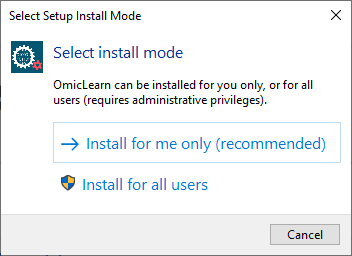 Select Setup Install Mode
Select install mode
OmicLearn can be installed for you only, or for all
users (requires administrative privileges).
Install for me only (recommended)
Install for all users
Cancel